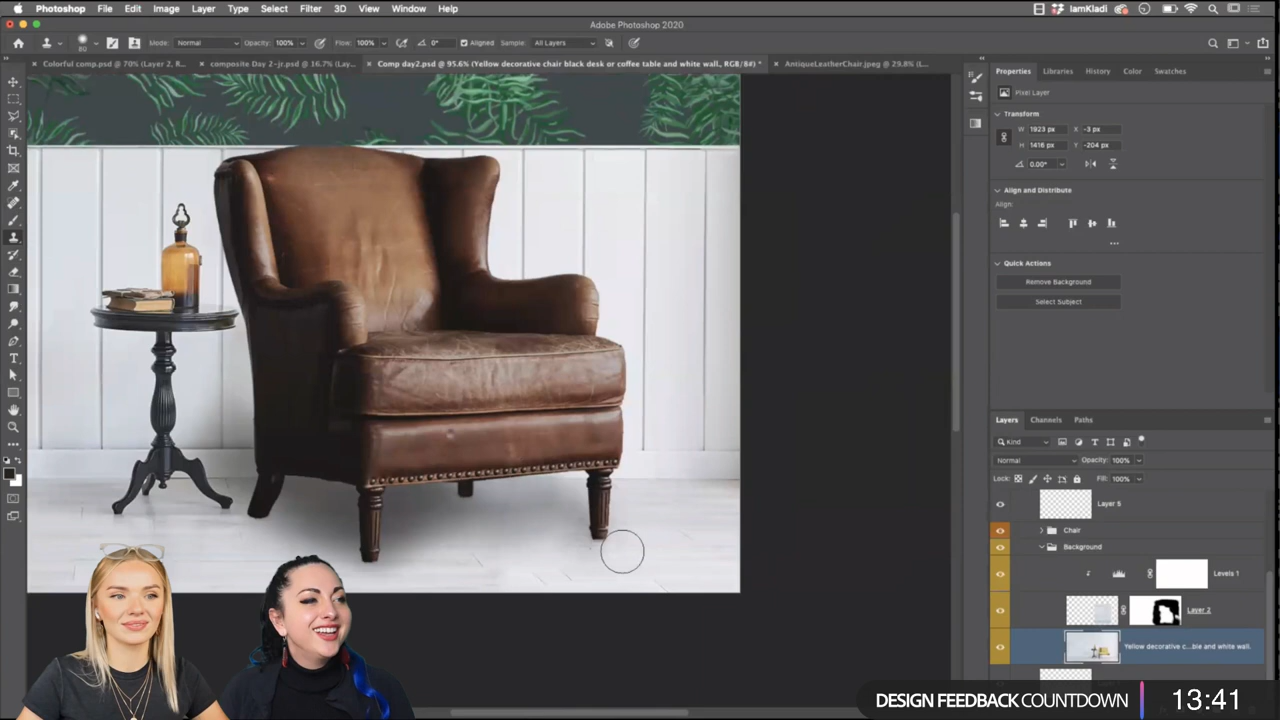 Photoshop File Edit Image Layer Type Select Filter 3D View Window Help IamKladi
Adobe Photoshop 2020
Mode: Normal Opacity: 100% Flow: 100% 0° Aligned Sample: All Layers
80
Colorful comp.psd @ 70% (Layer 2, R... × composite Day 2-jr.psd @ 16.7% (Lay... × Comp day2.psd @ 95.6% (Yellow decorative chair black desk or coffee table and white wall, RGB/8#) * × AntiqueLeatherChair.jpeg @ 29.8% (L...
Properties Libraries History Color Swatches
Pixel Layer
Transform
W 1923 px X -3 px
H 1416 px Y -204 px
0.00°
Align and Distribute
Align:
Quick Actions
Remove Background
Select Subject
Layers Channels Paths
Kind
Normal Opacity: 100%
Lock: Fill: 100%
Layer 5
Chair
Background
Levels 1
Layer 2
Yellow decorative c...ble and white wall.
DESIGN FEEDBACK COUNTDOWN 13:41